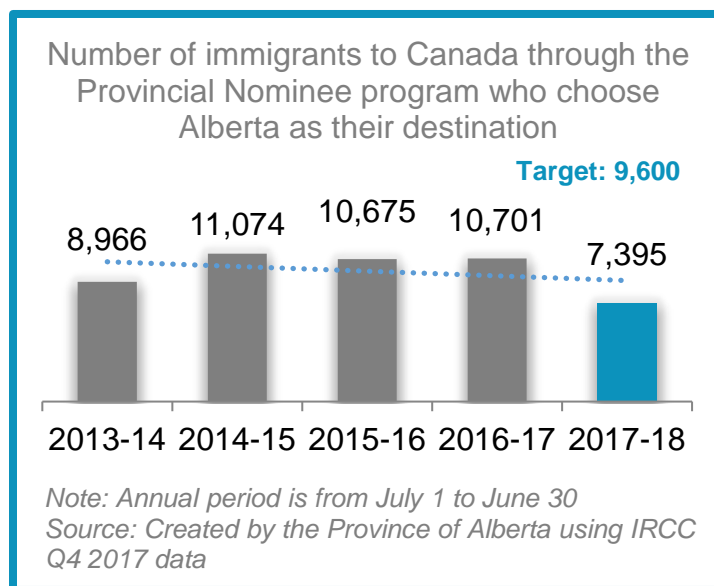 Number of immigrants to Canada through the
Provincial Nominee program who choose
Alberta as their destination
Target: 9,600
8,966
11,074
10,675
10,701
7,395
2013-14 2014-15 2015-16 2016-17 2017-18
Note: Annual period is from July 1 to June 30
Source: Created by the Province of Alberta using IRCC
Q4 2017 data